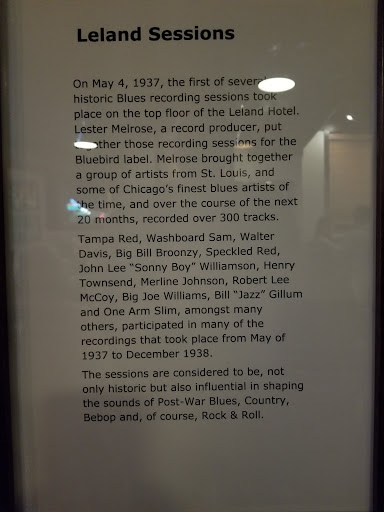 Leland Sessions
On May 4, 1937, the first of several
historic Blues recording sessions took
place on the top floor of the Leland Hotel.
Lester Melrose, a record producer, put
together those recording sessions for the
Bluebird label. Melrose brought together
a group of artists from St. Louis, and
some of Chicago's finest blues artists of
the time, and over the course of the next
20 months, recorded over 300 tracks.
Tampa Red, Washboard Sam, Walter
Davis, Big Bill Broonzy, Speckled Red,
John Lee “Sonny Boy” Williamson, Henry
Townsend, Merline Johnson, Robert Lee
McCoy, Big Joe Williams, Bill “Jazz” Gillum
and One Arm Slim, amongst many
others, participated in many of the
recordings that took place from May of
1937 to December 1938.
The sessions are considered to be, not
only historic but also influential in shaping
the sounds of Post-War Blues, Country,
Bebop and, of course, Rock & Roll.